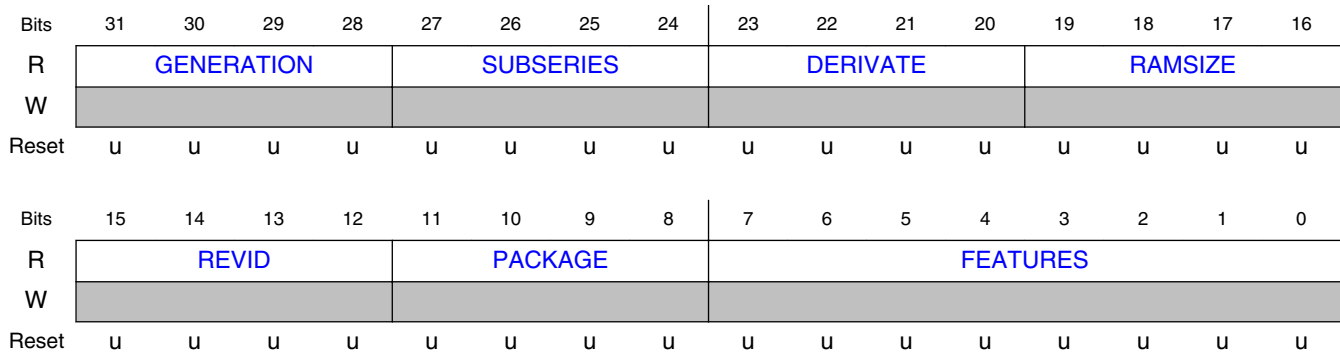 Bits 31 30 29 28 27 26 25 24 23 22 21 20 19 18 17 16
R GENERATION SUBSERIES DERIVATE RAMSIZE
W
Reset u u u u u u u u u u u u u u u u
Bits 15 14 13 12 11 10 9 8 7 6 5 4 3 2 1 0
R REVID PACKAGE FEATURES
W
Reset u u u u u u u u u u u u u u u u